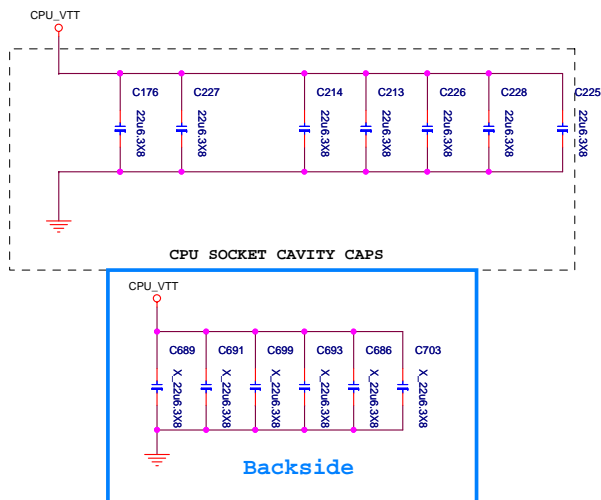 CPU_VTT
C176 C227 C214 C213 C226 C228 C225
22u6.3X8 22u6.3X8 22u6.3X8 22u6.3X8 22u6.3X8 22u6.3X8 22u6.3X8
CPU SOCKET CAVITY CAPS
CPU_VTT
C689 C691 C699 C693 C686 C703
X_22u6.3X8 X_22u6.3X8 X_22u6.3X8 X_22u6.3X8 X_22u6.3X8 X_22u6.3X8
Backside